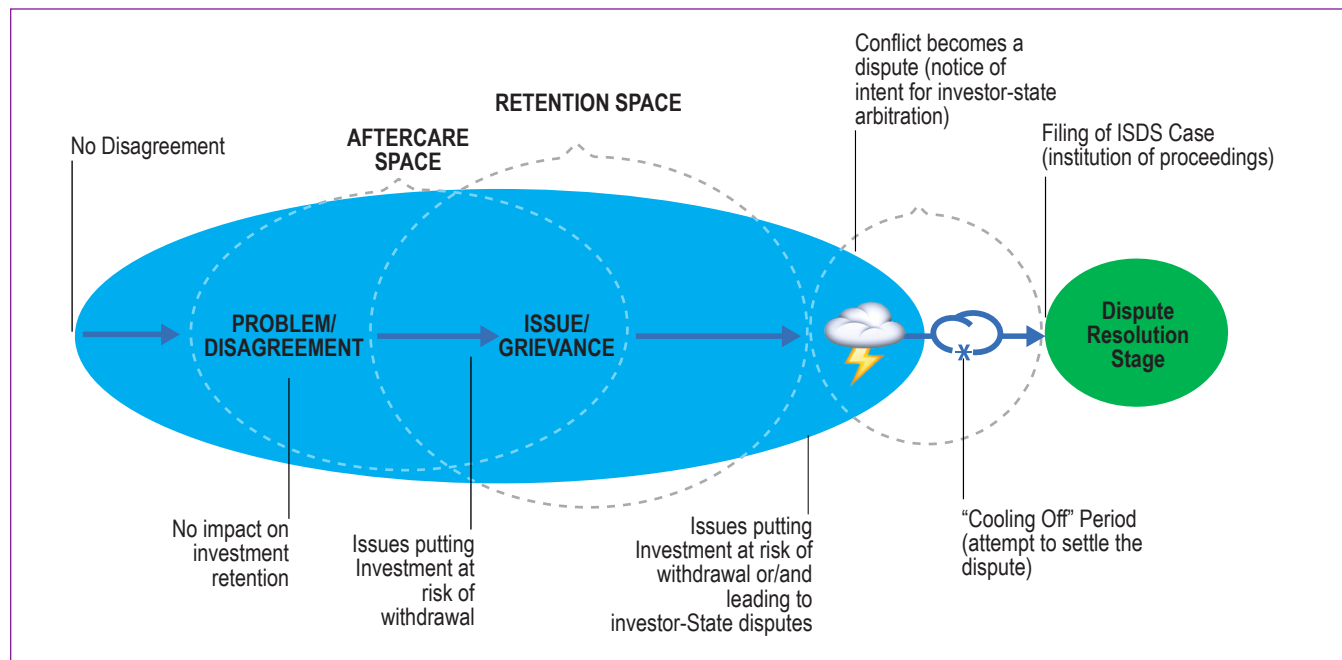 No Disagreement
AFTERCARE
SPACE
RETENTION SPACE
Conflict becomes a
dispute (notice of
intent for investor-state
arbitration)
Filing of ISDS Case
(institution of proceedings)
PROBLEM/
DISAGREEMENT
ISSUE/
GRIEVANCE
Dispute
Resolution
Stage
No impact on
investment
retention
Issues putting
Investment at
risk of
withdrawal
Issues putting
Investment at risk of
withdrawal or/and
leading to
investor-State disputes
“Cooling Off” Period
(attempt to settle the
dispute)